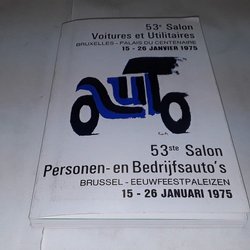 53e Salon
Voitures et Utilitaires
BRUXELLES - PALAIS DU CENTENAIRE
15 - 26 JANVIER 1975
auto
53ste Salon
Personen- en Bedrijfsauto's
BRUSSEL - EEUWFEESTPALEIZEN
15 - 26 JANUARI 1975